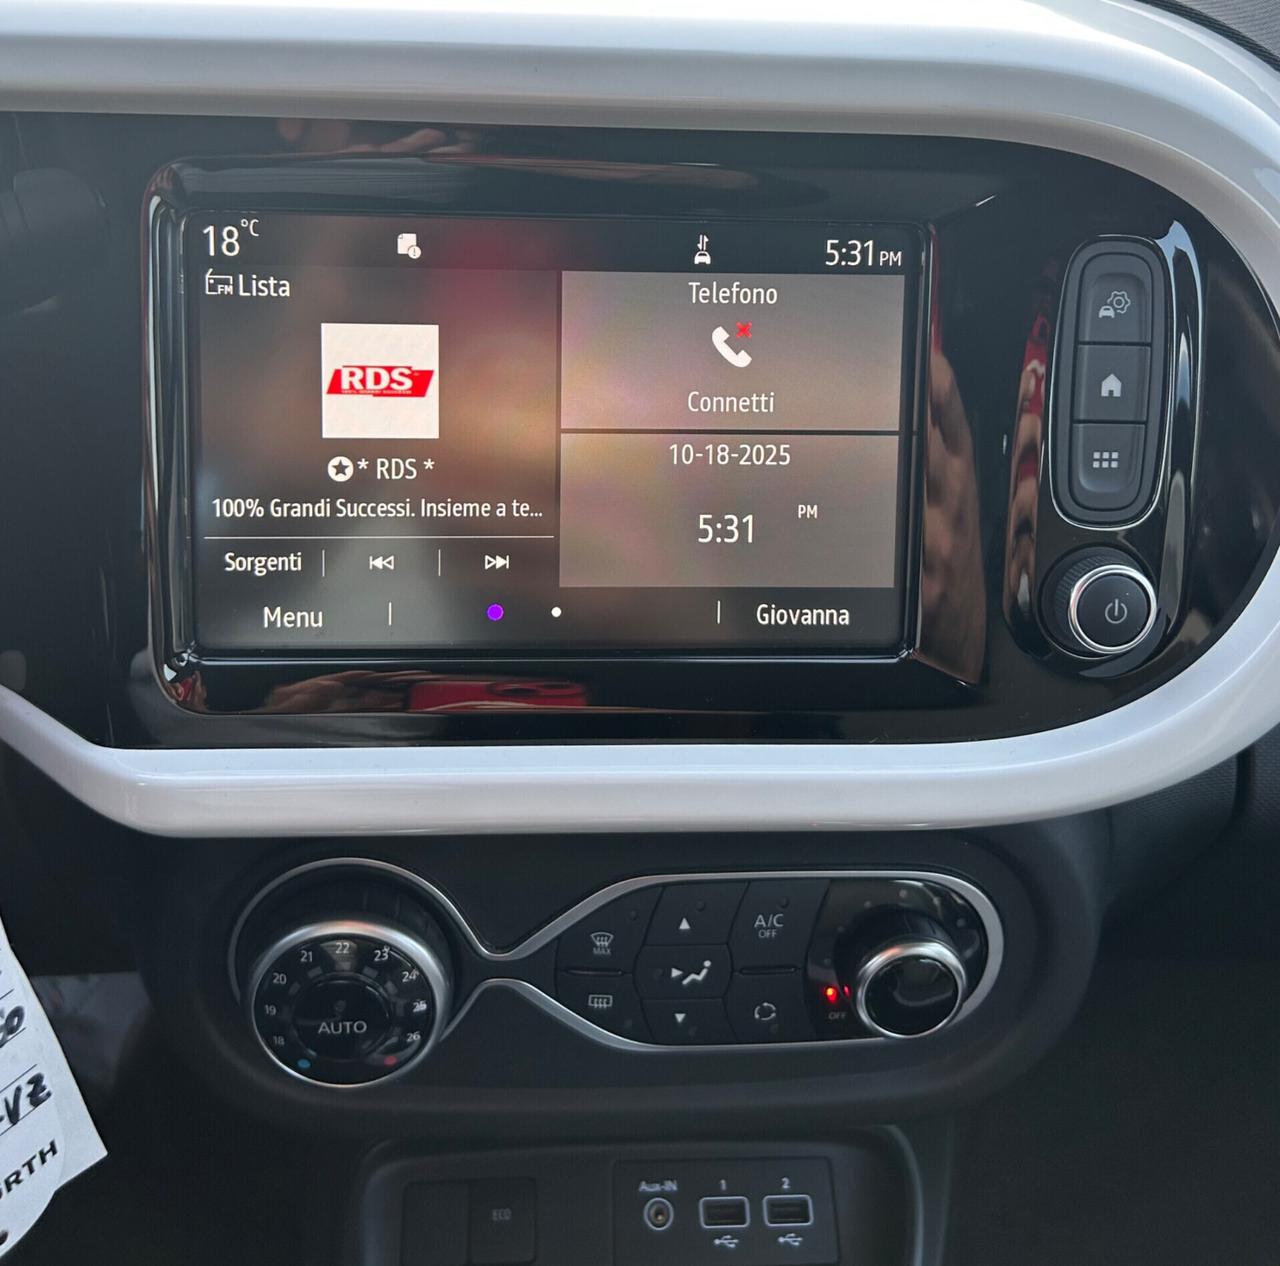 18°C
5:31 PM
FM Lista
Telefono
RDS
Connetti
* RDS *
10-18-2025
100% Grandi Successi. Insieme a te...
5:31 PM
Sorgenti
Menu
Giovanna
22
21
23
20
24
19
25
18
26
AUTO
MAX
A/C
OFF
OFF
ECO
Aux-IN
1
2
-VZ